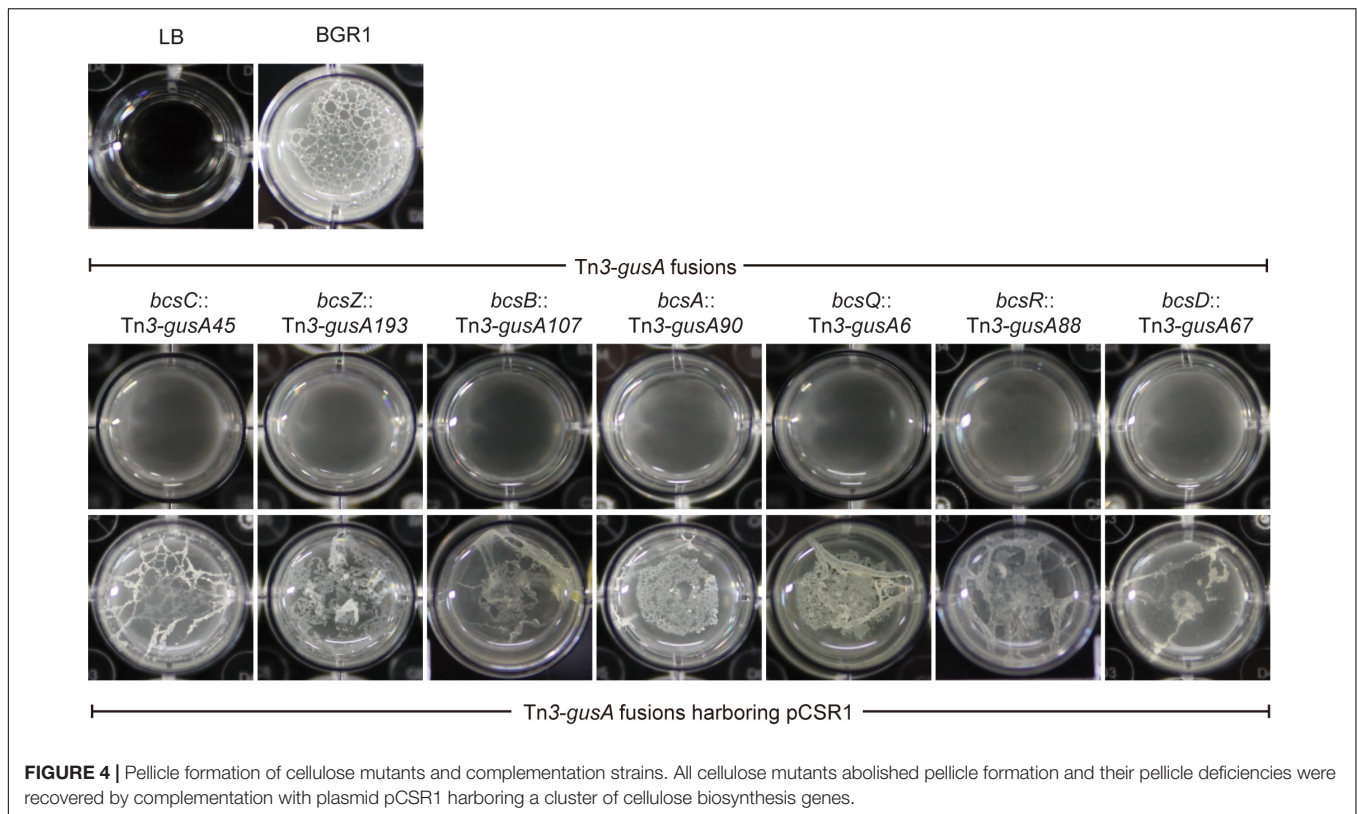 LB BGR1
Tn3-gusA fusions
bcsC:: bcsZ:: bcsB:: bcsA:: bcsQ:: bcsR:: bcsD::
Tn3-gusA45 Tn3-gusA193 Tn3-gusA107 Tn3-gusA90 Tn3-gusA6 Tn3-gusA88 Tn3-gusA67
Tn3-gusA fusions harboring pCSR1
FIGURE 4 | Pellicle formation of cellulose mutants and complementation strains. All cellulose mutants abolished pellicle formation and their pellicle deficiencies were
recovered by complementation with plasmid pCSR1 harboring a cluster of cellulose biosynthesis genes.